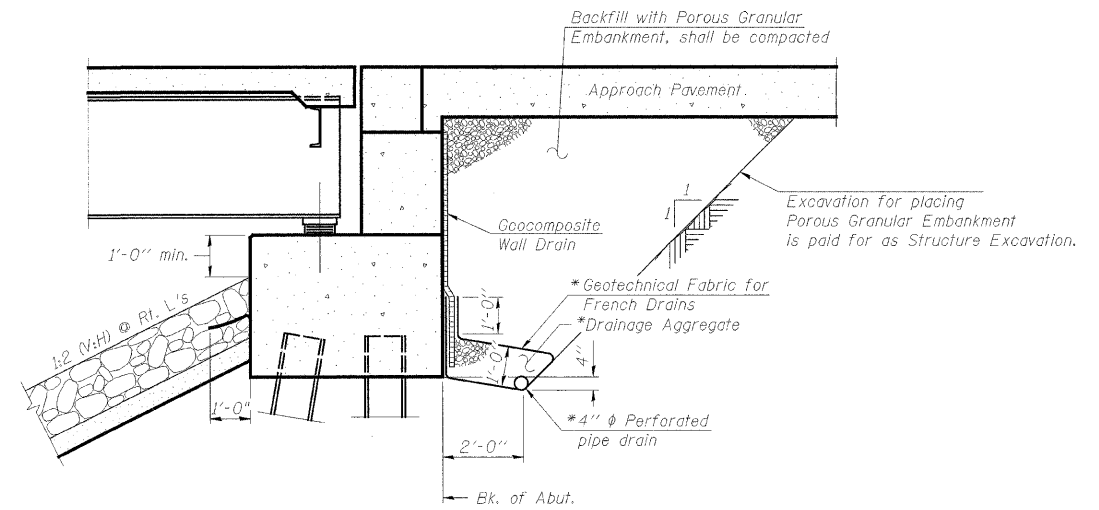 Backfill with Porous Granular
Embankment, shall be compacted
Approach Pavement
1
1
Excavation for placing
Porous Granular Embankment
is paid for as Structure Excavation.
Geocomposite
Wall Drain
1'-0" min.
1:2 (V:H) @ Rt. L's
*Geotechnical Fabric for
French Drains
*Drainage Aggregate
1'-0"
1'-0"
4"
1'-0"
*4" ϕ Perforated
pipe drain
2'-0"
Bk. of Abut.